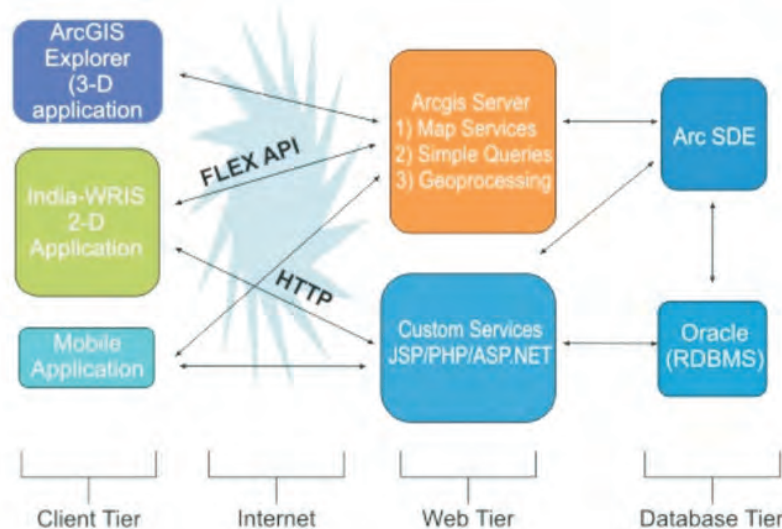 ArcGIS
Explorer
(3-D
application
India-WRIS
2-D
Application
Mobile
Application
FLEX API
HTTP
Arcgis Server
1) Map Services
2) Simple Queries
3) Geoprocessing
Custom Services
JSP/PHP/ASP.NET
Arc SDE
Oracle
(RDBMS)
Client Tier
Internet
Web Tier
Database Tier